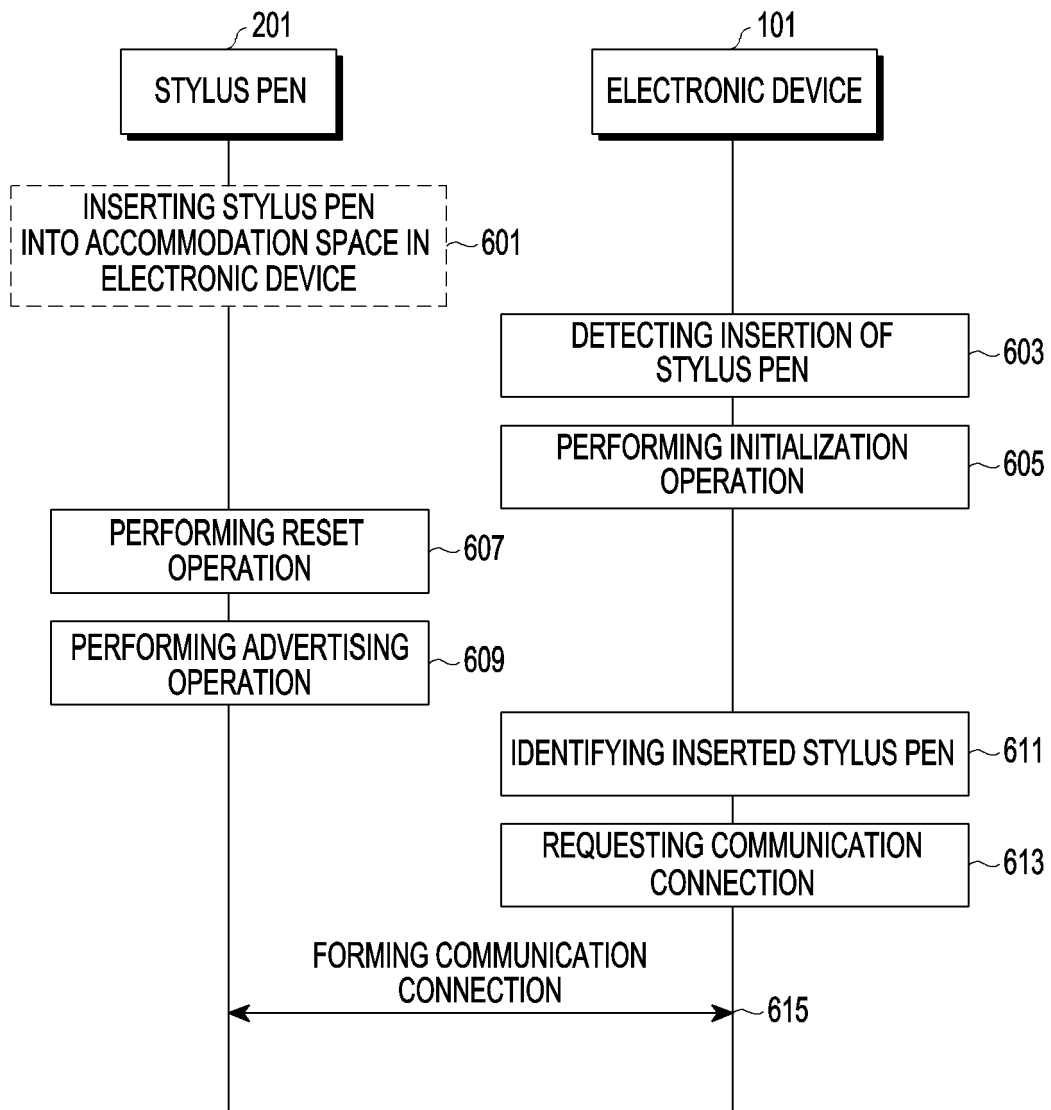 201
101
STYLUS PEN
ELECTRONIC DEVICE
INSERTING STYLUS PEN
INTO ACCOMMODATION SPACE IN
ELECTRONIC DEVICE
601
DETECTING INSERTION OF
STYLUS PEN
603
PERFORMING INITIALIZATION
OPERATION
605
PERFORMING RESET
OPERATION
607
PERFORMING ADVERTISING
OPERATION
609
IDENTIFYING INSERTED STYLUS PEN
611
REQUESTING COMMUNICATION
CONNECTION
613
FORMING COMMUNICATION
CONNECTION
615